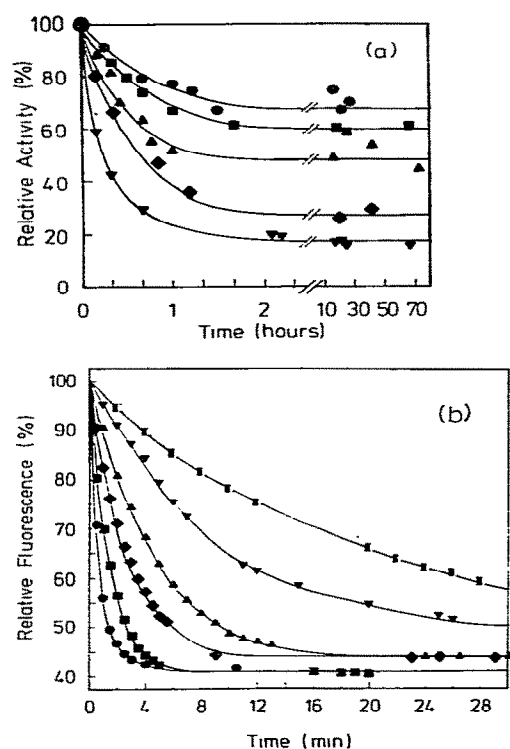 (a)
Relative Activity (%)
100
80
60
40
20
0
0 1 2 10 30 50 70
Time (hours)
(b)
Relative Fluorescence (%)
100
90
80
70
60
50
40
0 4 8 12 16 20 24 28
Time (min)